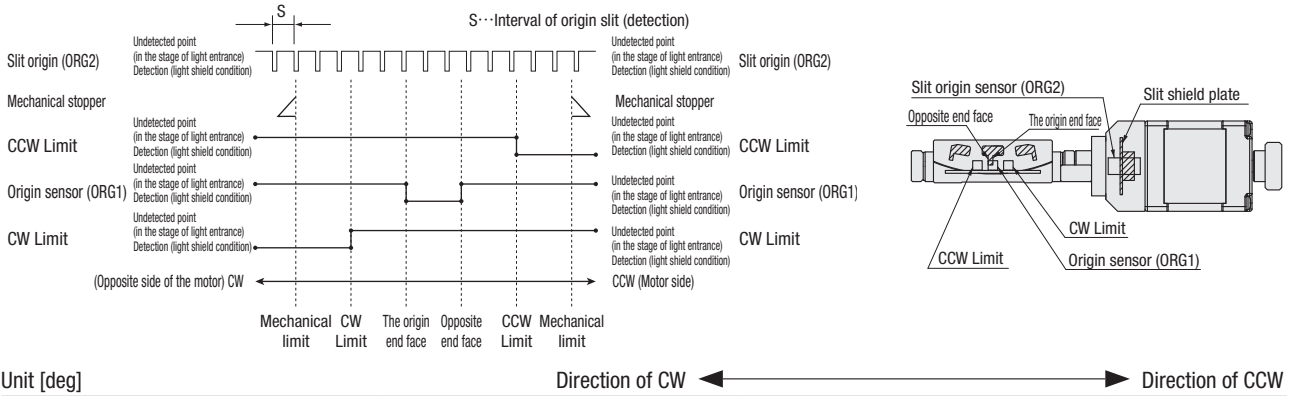 S
S⋯Interval of origin slit (detection)
Slit origin (ORG2)
Undetected point
(in the stage of light entrance)
Detection (light shield condition)
Undetected point
(in the stage of light entrance)
Detection (light shield condition)
Slit origin (ORG2)
Mechanical stopper
Mechanical stopper
CCW Limit
Undetected point
(in the stage of light entrance)
Detection (light shield condition)
Undetected point
(in the stage of light entrance)
Detection (light shield condition)
CCW Limit
Origin sensor (ORG1)
Undetected point
(in the stage of light entrance)
Detection (light shield condition)
Undetected point
(in the stage of light entrance)
Detection (light shield condition)
Origin sensor (ORG1)
CW Limit
Undetected point
(in the stage of light entrance)
Detection (light shield condition)
Undetected point
(in the stage of light entrance)
Detection (light shield condition)
CW Limit
(Opposite side of the motor) CW
CCW (Motor side)
Mechanical limit
CW Limit
The origin end face
Opposite end face
CCW Limit
Mechanical limit
Slit origin sensor (ORG2)
Slit shield plate
Opposite end face
The origin end face
CW Limit
CCW Limit
Origin sensor (ORG1)
Unit [deg]
Direction of CW
Direction of CCW